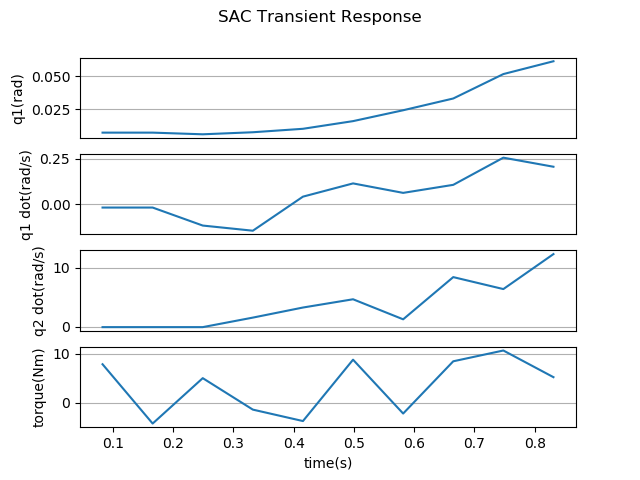 SAC Transient Response
q1(rad)
0.050
0.025
q1 dot(rad/s)
0.25
0.00
q2 dot(rad/s)
10
0
torque(Nm)
10
0
0.1 0.2 0.3 0.4 0.5 0.6 0.7 0.8
time(s)